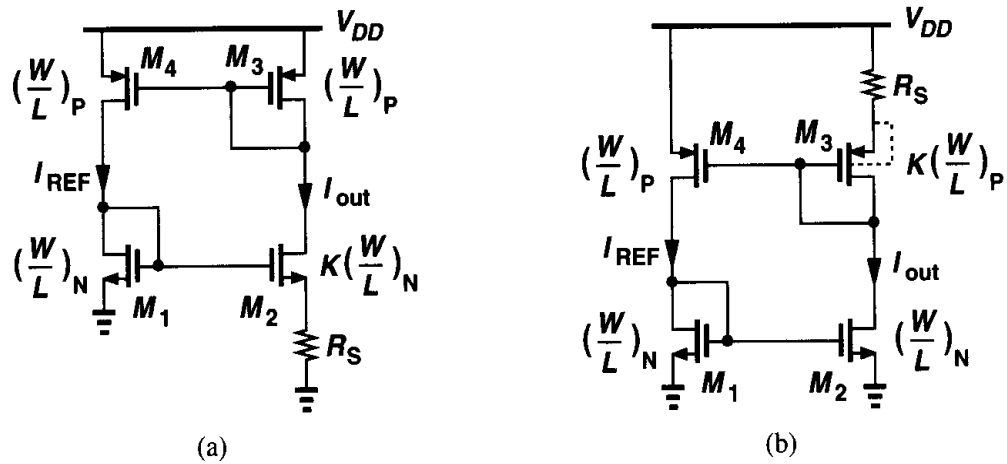 V_DD
M_4
M_3
(W/L)_P
(W/L)_P
I_REF
I_out
(W/L)_N
K(W/L)_N
M_1
M_2
R_S
(a)
V_DD
R_S
M_4
M_3
(W/L)_P
K(W/L)_P
I_REF
I_out
(W/L)_N
(W/L)_N
M_1
M_2
(b)